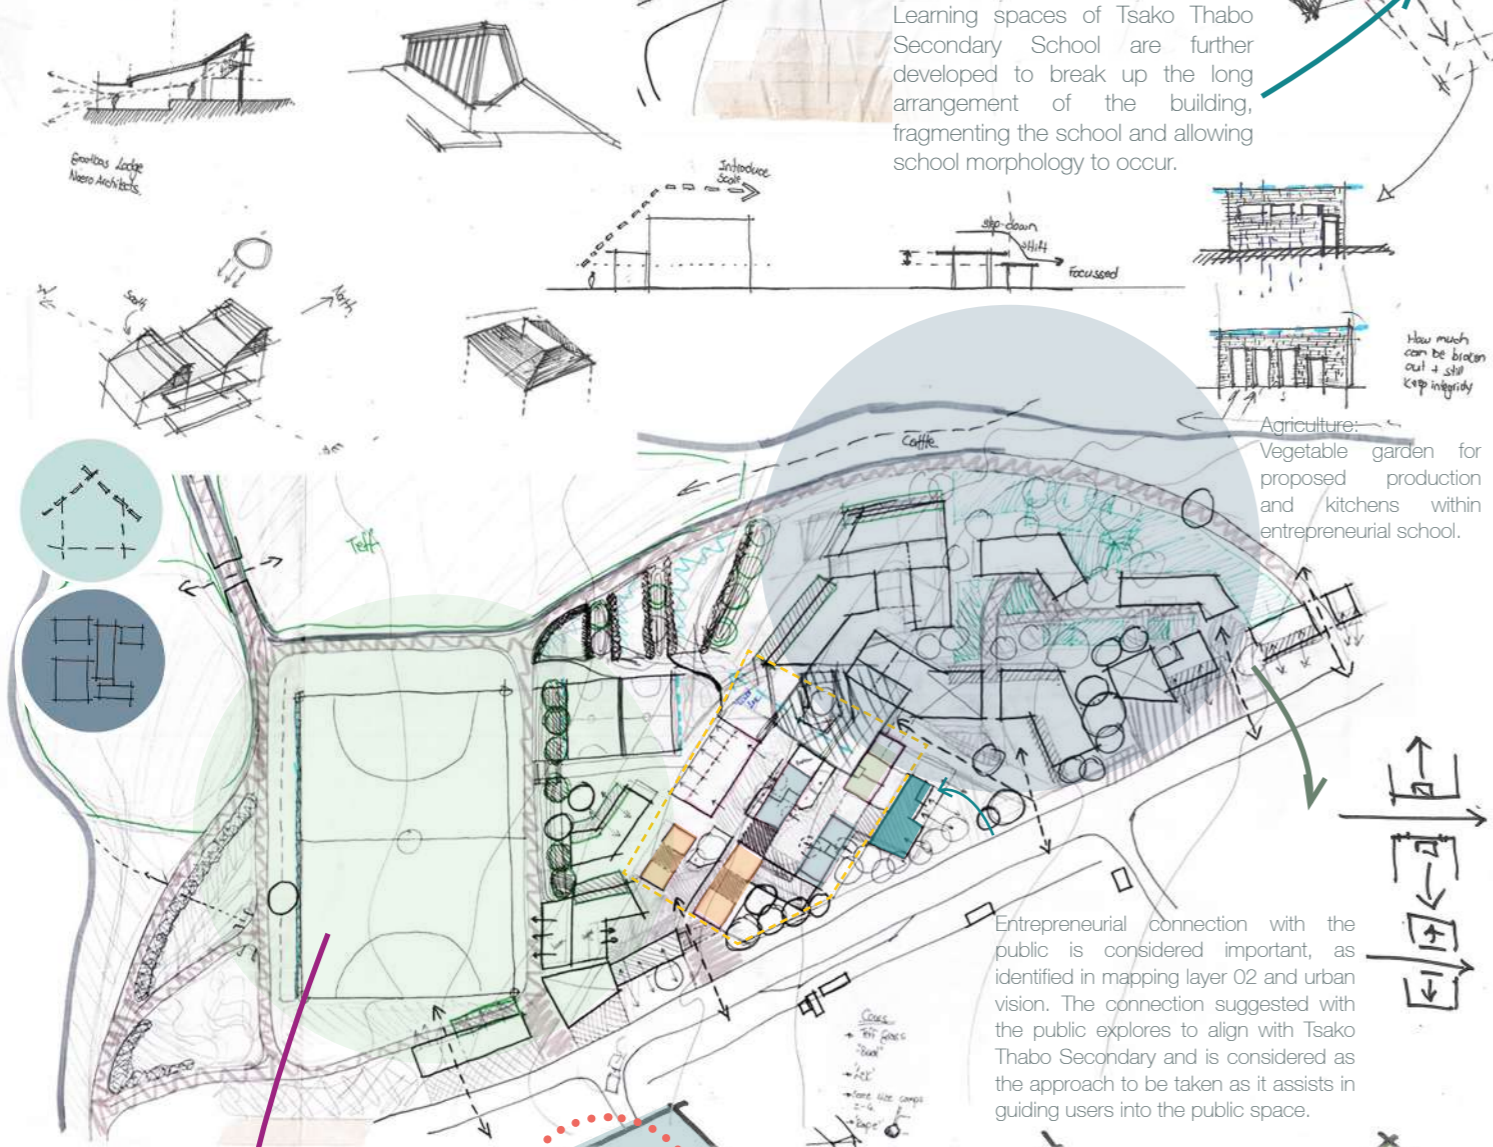 Learning spaces of Tsako Thabo
Secondary School are further
developed to break up the long
arrangement of the building,
fragmenting the school and allowing
school morphology to occur.
Lodge
Noero Architects.
Introduce
Scale
step-down
shift
Focussed
South
North
How much
can be broken
out + still
keep integrity
Agriculture:
Vegetable garden for
proposed production
and kitchens within
entrepreneurial school.
Cattle
Teff
Entrepreneurial connection with the
public is considered important, as
identified in mapping layer 02 and urban
vision. The connection suggested with
the public explores to align with Tsako
Thabo Secondary and is considered as
the approach to be taken as it assists in
guiding users into the public space.
Teff Grass